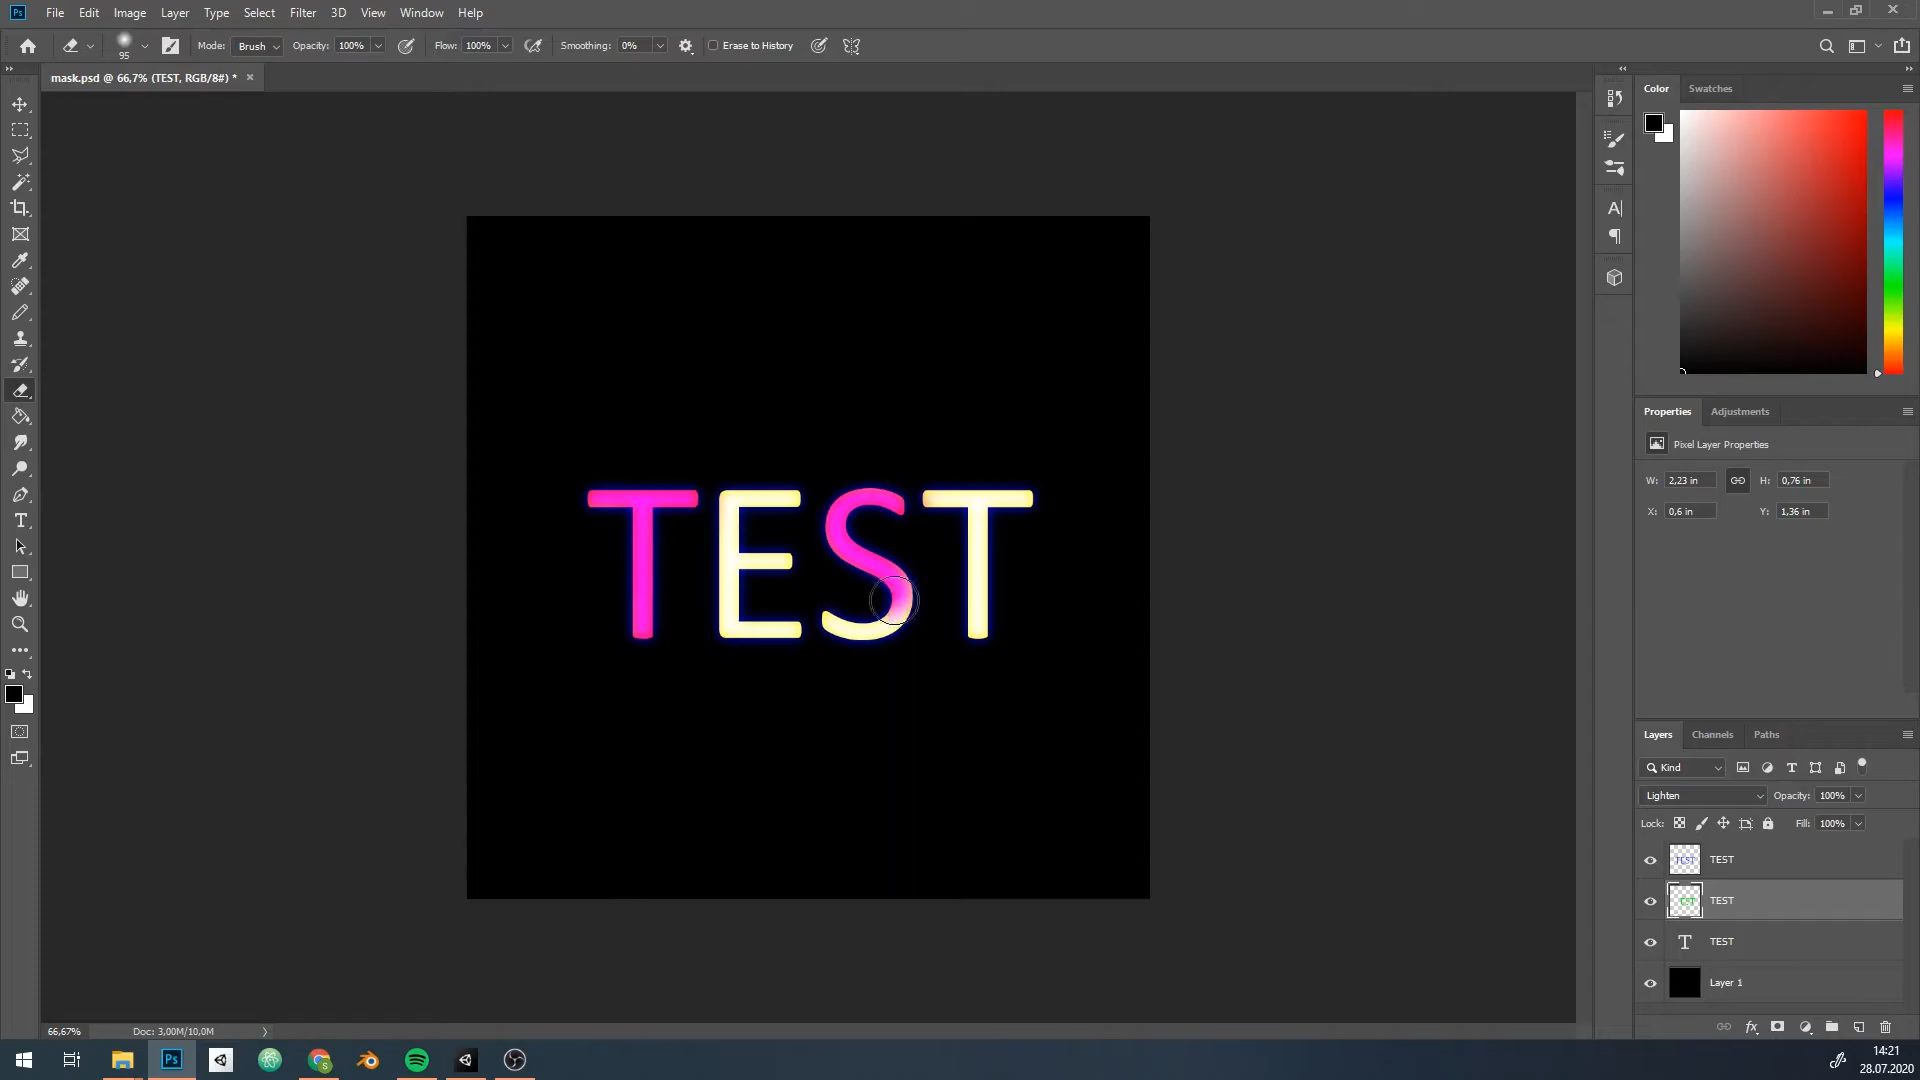 Ps File Edit Image Layer Type Select Filter 3D View Window Help
95 Mode: Brush Opacity: 100% Flow: 100% Smoothing: 0% Erase to History
mask.psd @ 66,7% (TEST, RGB/8#) *
Color Swatches
TEST
Properties Adjustments
Pixel Layer Properties
W: 2,23 in H: 0,76 in
X: 0,6 in Y: 1,36 in
Layers Channels Paths
Kind
Lighten Opacity: 100%
Lock: Fill: 100%
TEST
TEST
TEST
Layer 1
66,67% Doc: 3,00M/10,0M
Ps
14:21
28.07.2020